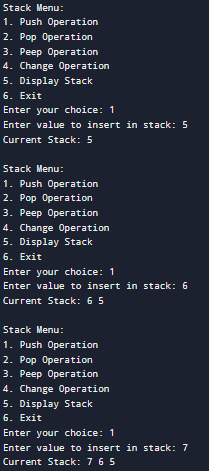 Stack Menu:
1. Push Operation
2. Pop Operation
3. Peep Operation
4. Change Operation
5. Display Stack
6. Exit
Enter your choice: 1
Enter value to insert in stack: 5
Current Stack: 5
Stack Menu:
1. Push Operation
2. Pop Operation
3. Peep Operation
4. Change Operation
5. Display Stack
6. Exit
Enter your choice: 1
Enter value to insert in stack: 6
Current Stack: 6 5
Stack Menu:
1. Push Operation
2. Pop Operation
3. Peep Operation
4. Change Operation
5. Display Stack
6. Exit
Enter your choice: 1
Enter value to insert in stack: 7
Current Stack: 7 6 5